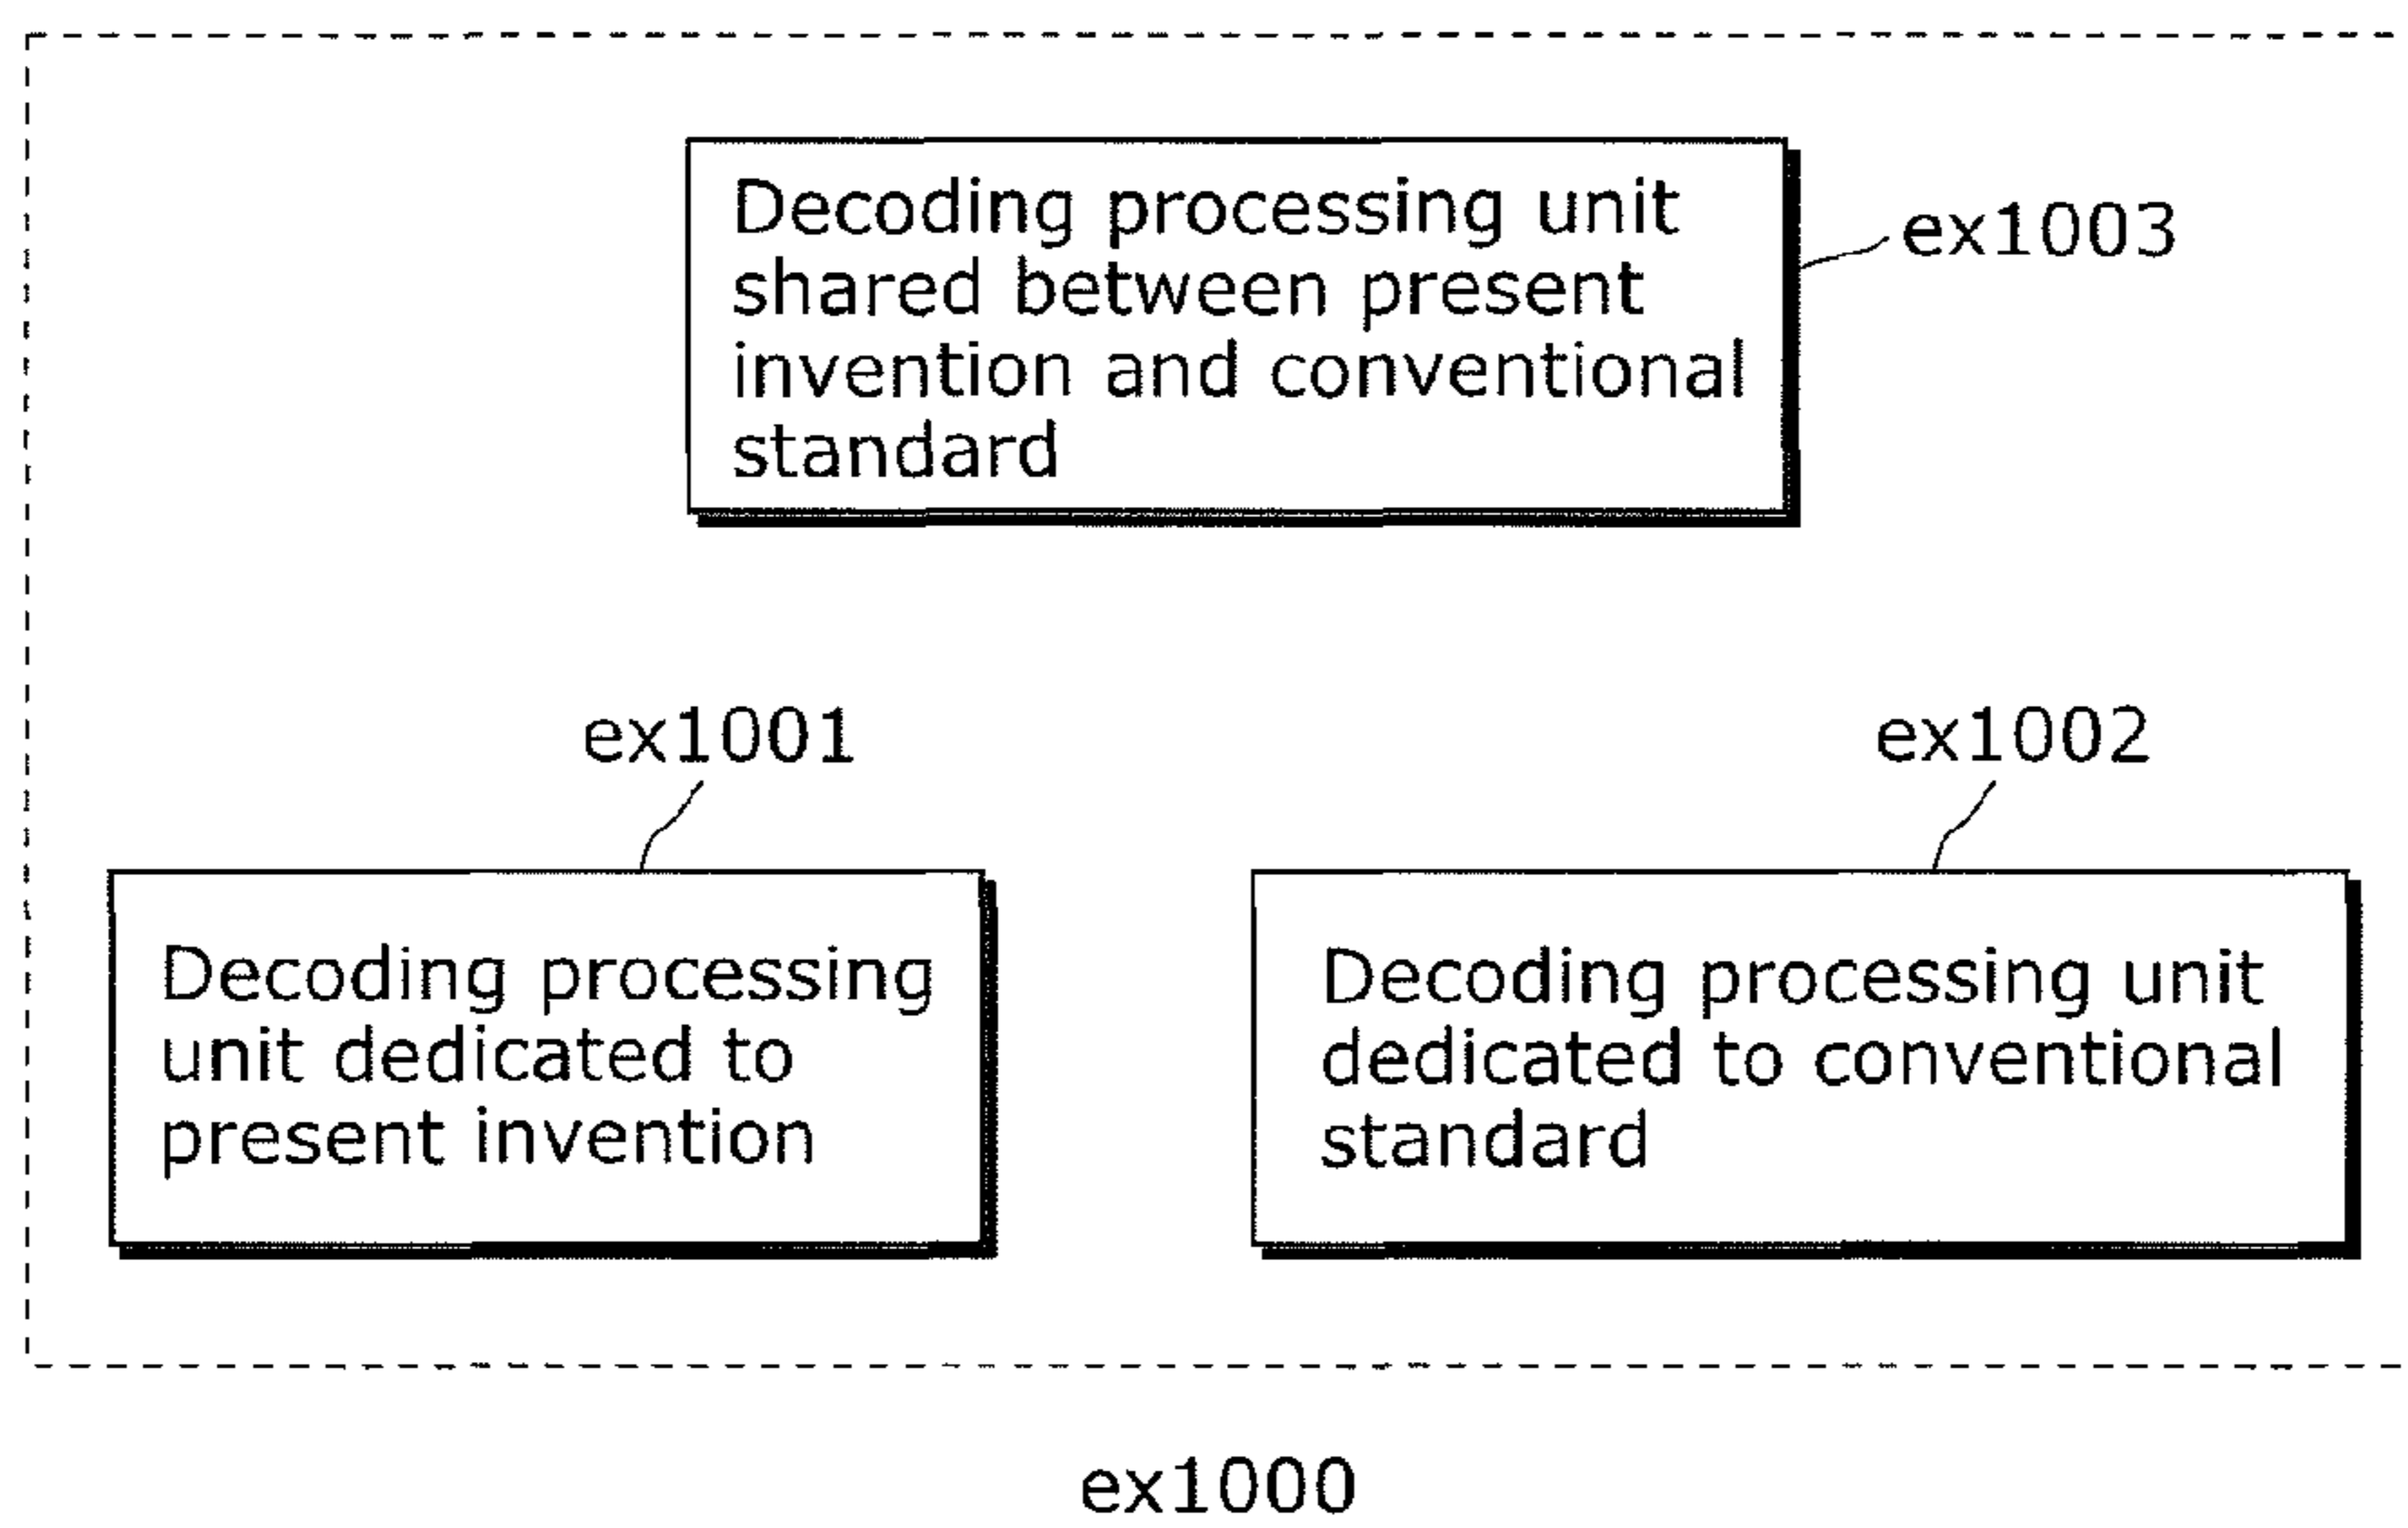 Decoding processing unit
shared between present
invention and conventional
standard
ex1003
ex1001
ex1002
Decoding processing
unit dedicated to
present invention
Decoding processing unit
dedicated to conventional
standard
ex1000